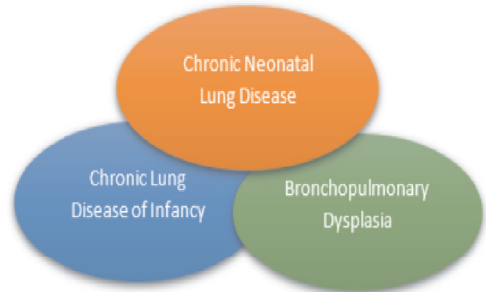 Chronic Neonatal
Lung Disease
Chronic Lung
Disease of Infancy
Bronchopulmonary
Dysplasia